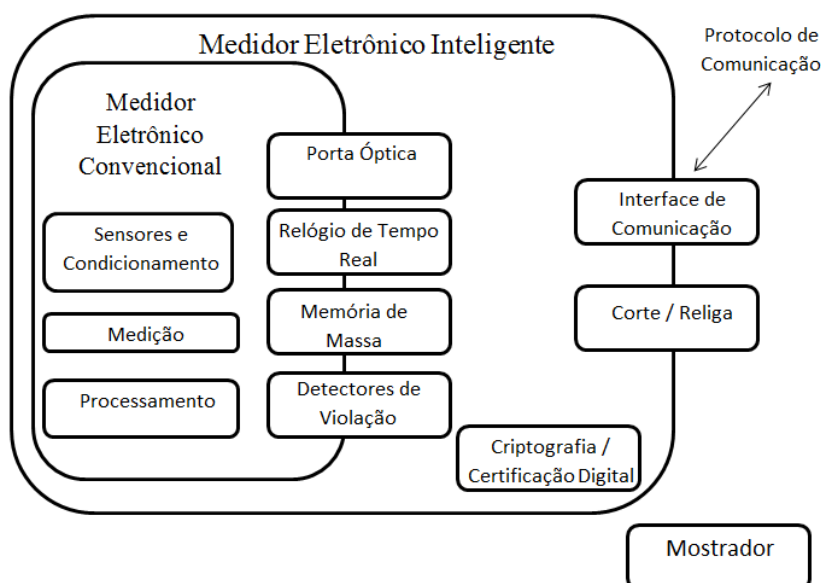 Medidor Eletrônico Inteligente
Protocolo de
Comunicação
Medidor
Eletrônico
Convencional
Porta Óptica
Sensores e
Condicionamento
Relógio de Tempo
Real
Interface de
Comunicação
Medição
Memória de
Massa
Corte / Religa
Processamento
Detectores de
Violação
Criptografia /
Certificação Digital
Mostrador